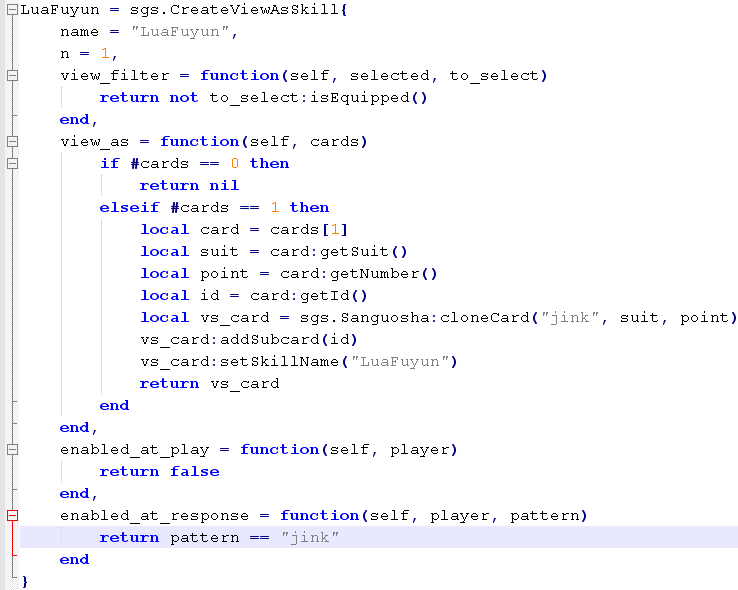 LuaFuyun = sgs.CreateViewAsSkill{
    name = "LuaFuyun",
    n = 1,
    view_filter = function(self, selected, to_select)
        return not to_select:isEquipped()
    end,
    view_as = function(self, cards)
        if #cards == 0 then
            return nil
        elseif #cards == 1 then
            local card = cards[1]
            local suit = card:getSuit()
            local point = card:getNumber()
            local id = card:getId()
            local vs_card = sgs.Sanguosha:cloneCard("jink", suit, point)
            vs_card:addSubcard(id)
            vs_card:setSkillName("LuaFuyun")
            return vs_card
        end
    end,
    enabled_at_play = function(self, player)
        return false
    end,
    enabled_at_response = function(self, player, pattern)
        return pattern == "jink"
    end
}